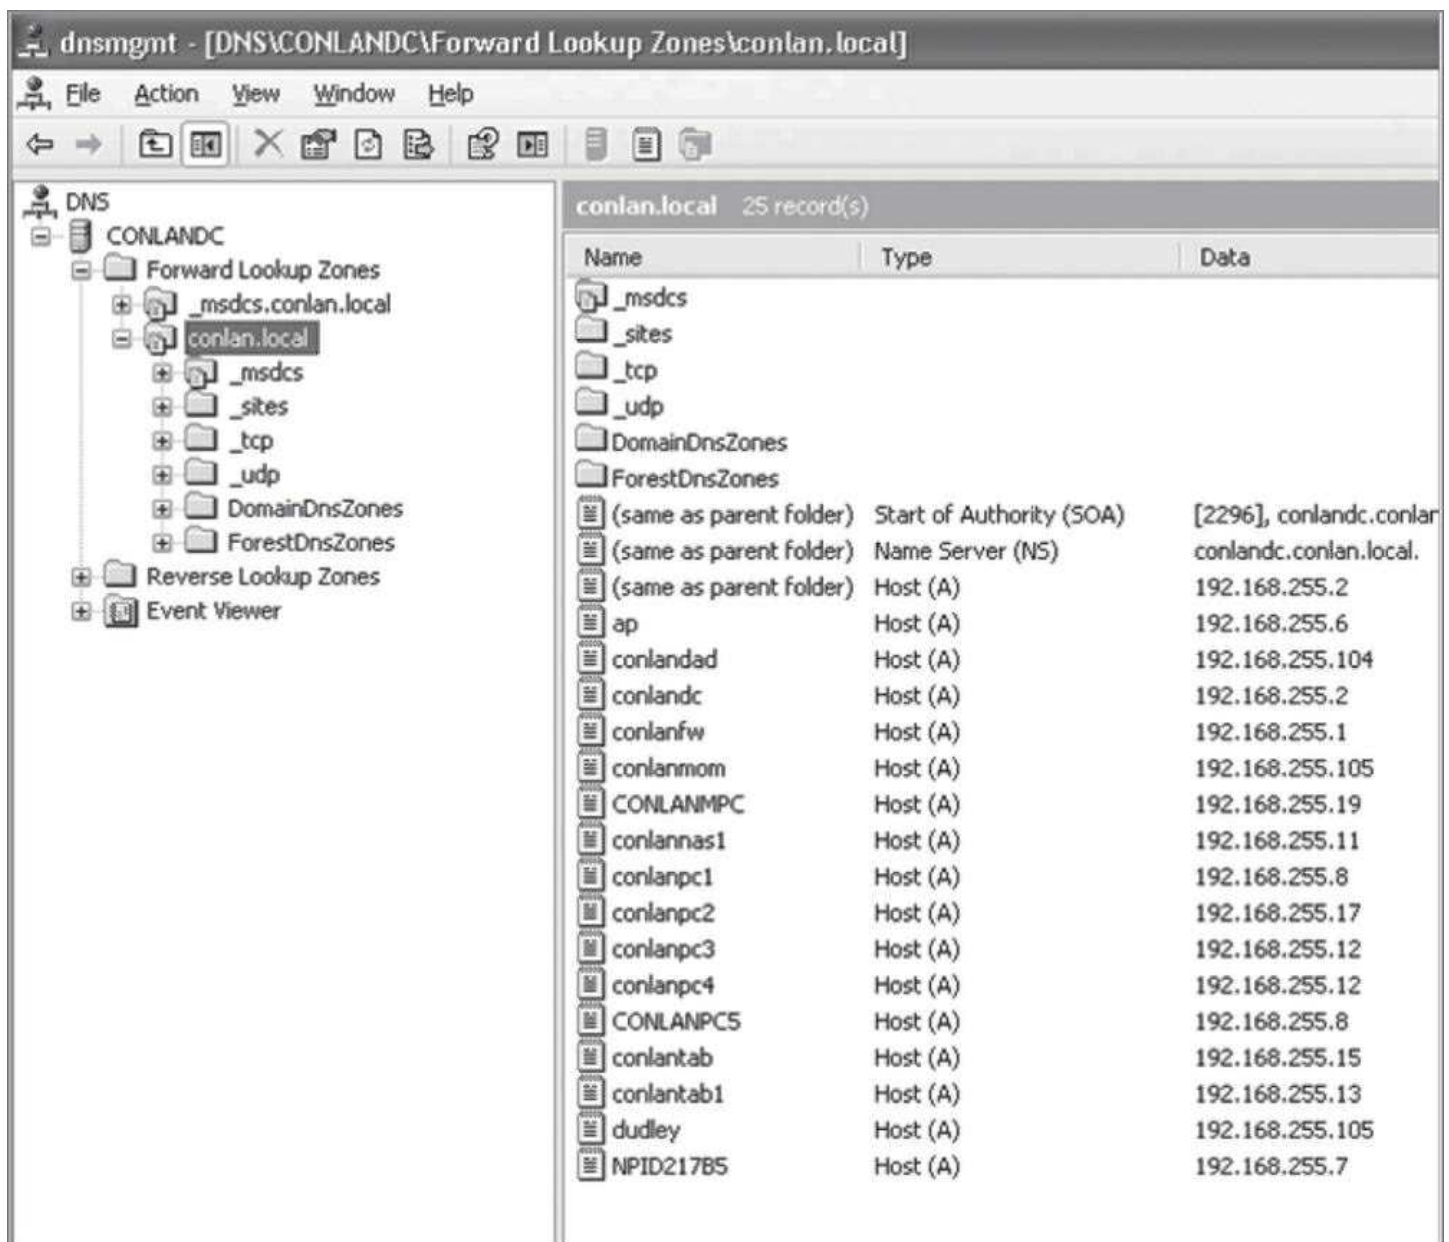 dnsmgmt - [DNS\CONLANDC\Forward Lookup Zones\conlan.local]
File Action View Window Help
DNS
CONLANDC
Forward Lookup Zones
_msdcs.conlan.local
conlan.local
_msdcs
_sites
_tcp
_udp
DomainDnsZones
ForestDnsZones
Reverse Lookup Zones
Event Viewer
conlan.local 25 record(s)
Name Type Data
_msdcs
_sites
_tcp
_udp
DomainDnsZones
ForestDnsZones
(same as parent folder) Start of Authority (SOA) [2296], conlandc.conlan
(same as parent folder) Name Server (NS) conlandc.conlan.local.
(same as parent folder) Host (A) 192.168.255.2
ap Host (A) 192.168.255.6
conlandad Host (A) 192.168.255.104
conlandc Host (A) 192.168.255.2
conlanfw Host (A) 192.168.255.1
conlanmom Host (A) 192.168.255.105
CONLANMPC Host (A) 192.168.255.19
conlannas1 Host (A) 192.168.255.11
conlanpc1 Host (A) 192.168.255.8
conlanpc2 Host (A) 192.168.255.17
conlanpc3 Host (A) 192.168.255.12
conlanpc4 Host (A) 192.168.255.12
CONLANPC5 Host (A) 192.168.255.8
conlantab Host (A) 192.168.255.15
conlantab1 Host (A) 192.168.255.13
dudley Host (A) 192.168.255.105
NPID217B5 Host (A) 192.168.255.7